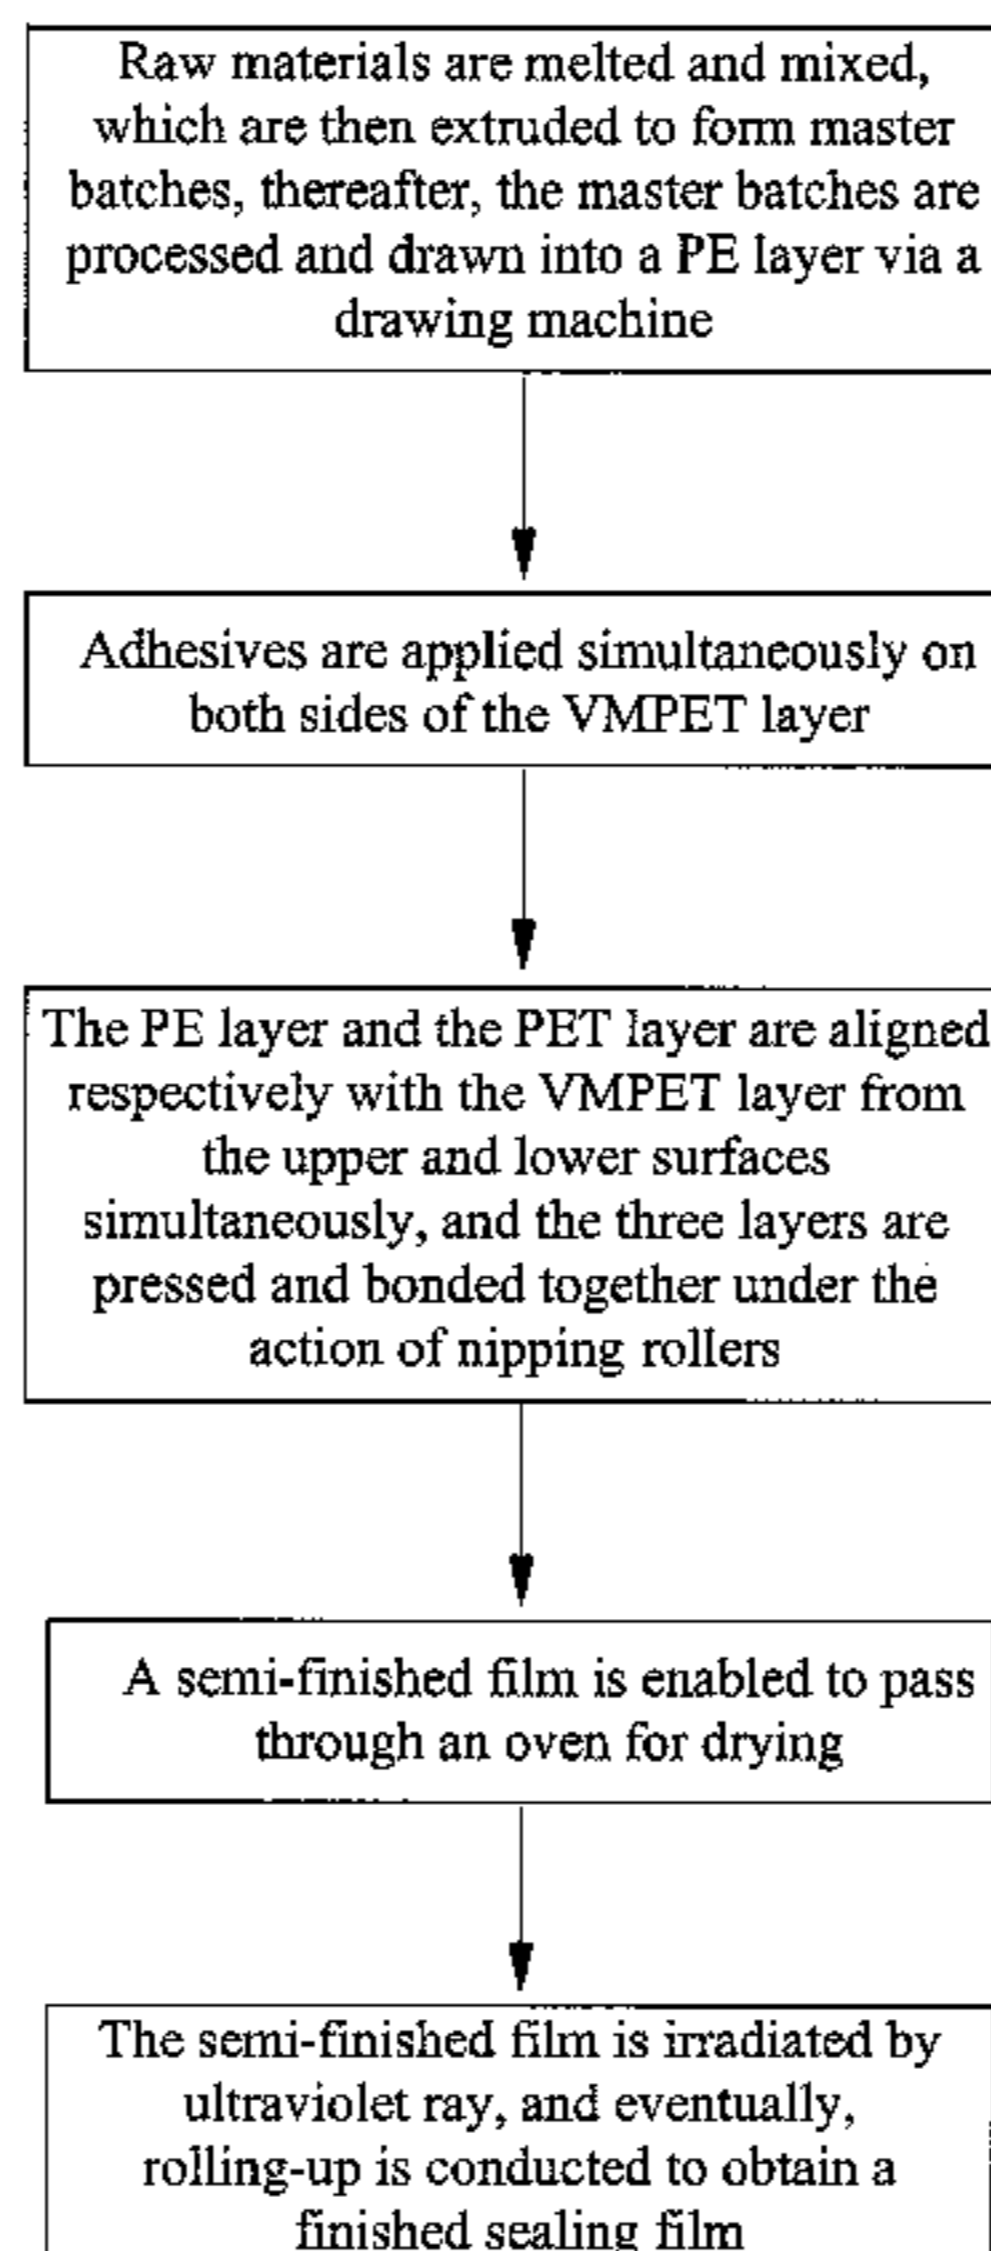 Raw materials are melted and mixed,
which are then extruded to form master
batches, thereafter, the master batches are
processed and drawn into a PE layer via a
drawing machine
Adhesives are applied simultaneously on
both sides of the VMPET layer
The PE layer and the PET layer are aligned
respectively with the VMPET layer from
the upper and lower surfaces
simultaneously, and the three layers are
pressed and bonded together under the
action of nipping rollers
A semi-finished film is enabled to pass
through an oven for drying
The semi-finished film is irradiated by
ultraviolet ray, and eventually,
rolling-up is conducted to obtain a
finished sealing film